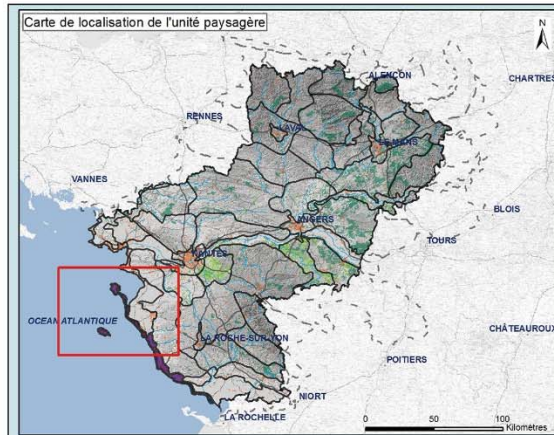 Carte de localisation de l'unité paysagère
N
ALENÇON
CHARTRES
RENNES
LAVAL
LE MANS
VANNES
BLOIS
ANGERS
TOURS
NANTES
OCEAN ATLANTIQUE
CHÂTEAUROUX
LA ROCHE-SUR-YON
POITIERS
NIORT
LA ROCHELLE
0 50 100
Kilomètres